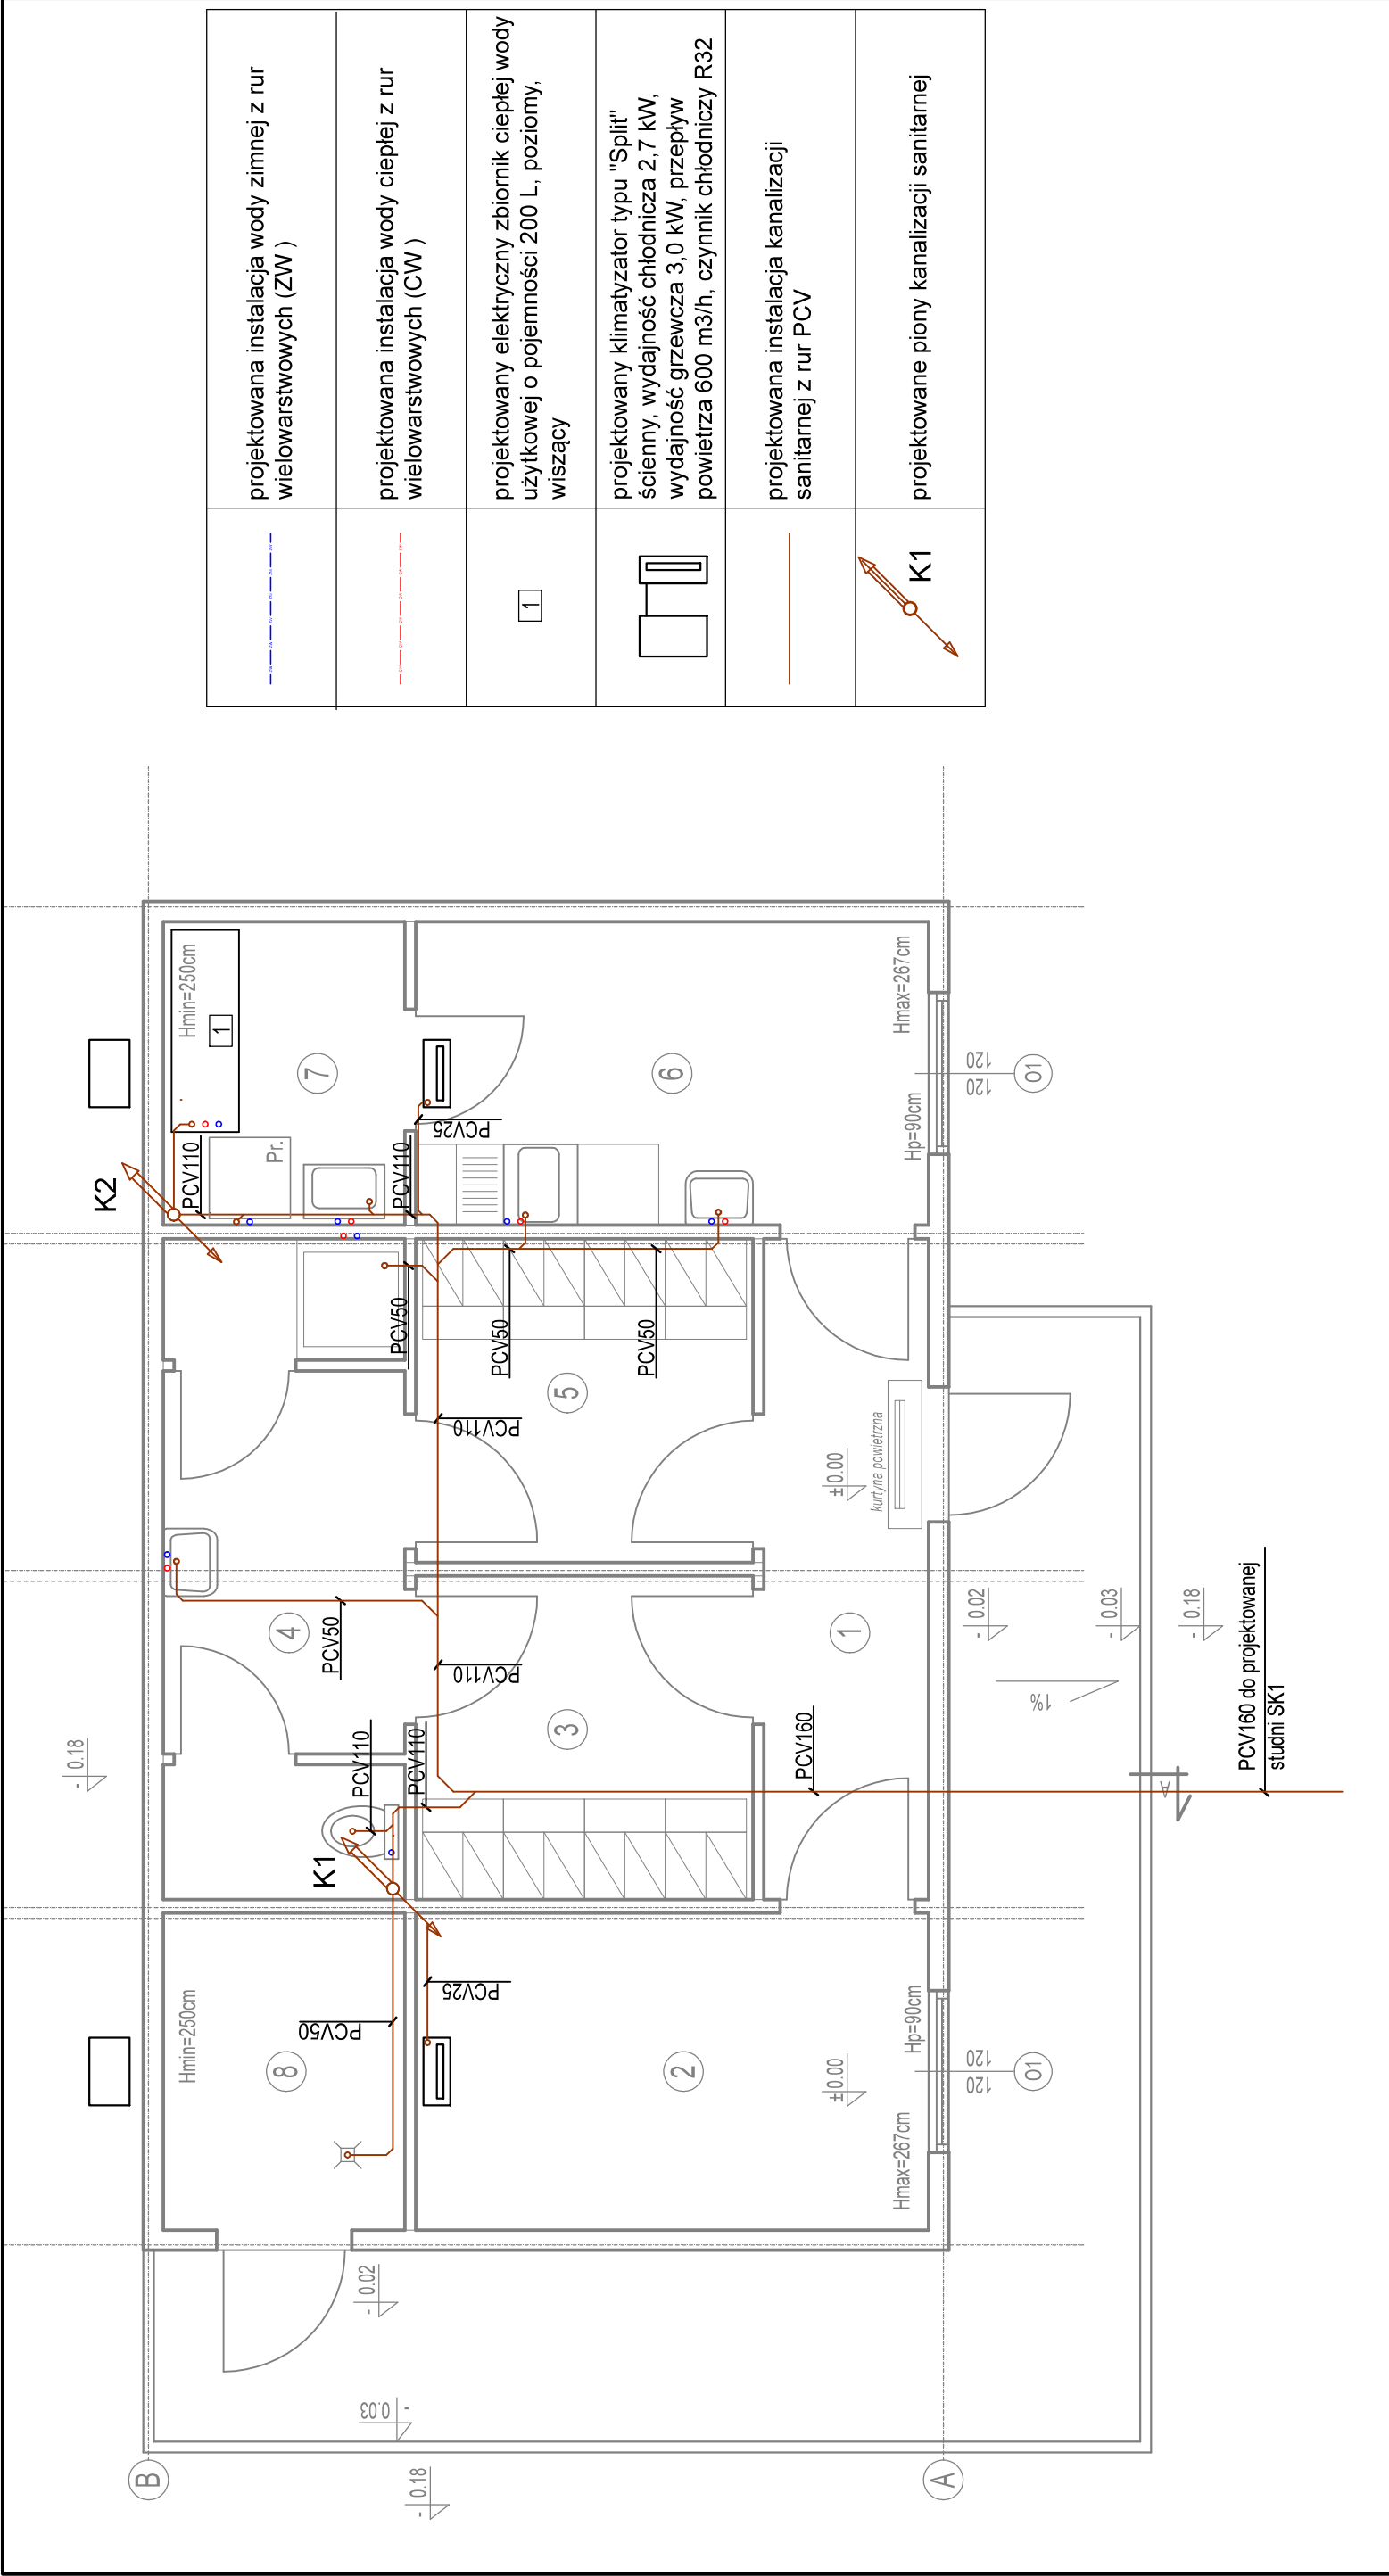 projektowana instalacja wody zimnej z rur
wielowarstwowych (ZW )
projektowana instalacja wody ciepłej z rur
wielowarstwowych (CW )
1
projektowany elektryczny zbiornik ciepłej wody
użytkowej o pojemności 200 L, poziomy,
wiszący
projektowany klimatyzator typu "Split"
ścienny, wydajność chłodnicza 2,7 kW,
wydajność grzewcza 3,0 kW, przepływ
powietrza 600 m3/h, czynnik chłodniczy R32
projektowana instalacja kanalizacji
sanitarnej z rur PCV
K1
projektowane piony kanalizacji sanitarnej
B
A
- 0.18
- 0.18
- 0.03
- 0.02
Hmin=250cm
8
PCV50
PCV25
2
± 0.00
Hmax=267cm
Hp=90cm
120
120
01
K1
PCV110
PCV110
4
PCV50
3
PCV110
PCV160
1
PCV110
5
PCV50
PCV50
PCV50
± 0.00
kurtyna powietrzna
K2
PCV110
Pr.
Hmin=250cm
1
7
PCV110
PCV25
6
Hp=90cm
Hmax=267cm
120
120
01
1%
- 0.02
- 0.03
- 0.18
A
PCV160 do projektowanej
studni SK1